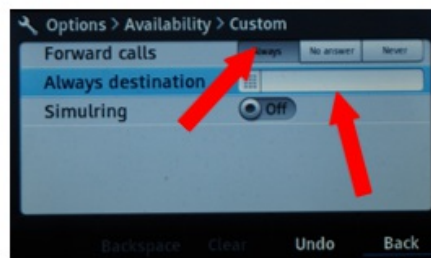 Options > Availability > Custom
Forward calls Always No answer Never
Always destination
Simulring Off
Backspace Clear Undo Back